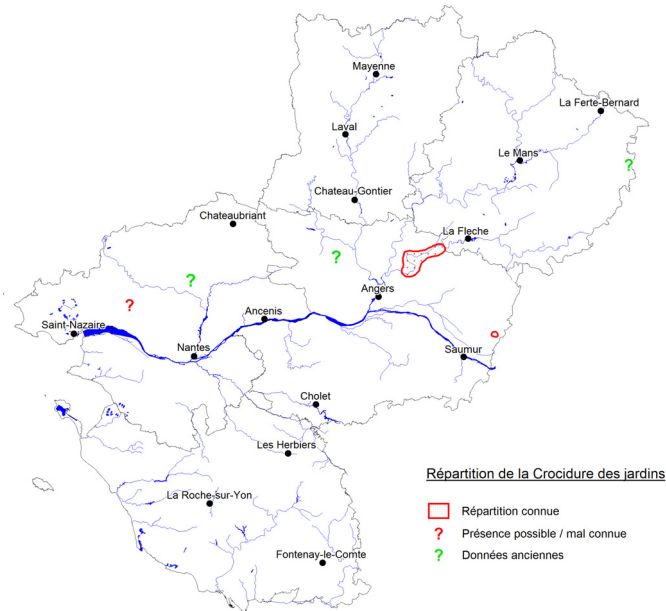 Mayenne
La Ferte-Bernard
Laval
Le Mans
?
Chateau-Gontier
Chateaubriant
La Fleche
?
?
Angers
?
Ancenis
Saint-Nazaire
Nantes
Saumur
Cholet
Les Herbiers
Répartition de la Crocidure des jardins
La Roche-sur-Yon
Répartition connue
? Présence possible / mal connue
? Données anciennes
Fontenay-le-Comte